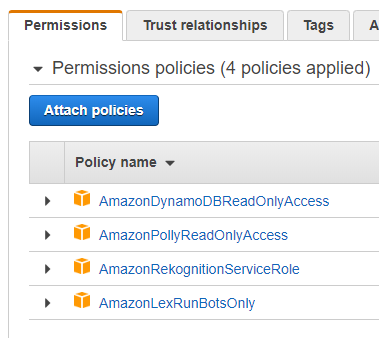 Permissions Trust relationships Tags A
Permissions policies (4 policies applied)
Attach policies
Policy name
AmazonDynamoDBReadOnlyAccess
AmazonPollyReadOnlyAccess
AmazonRekognitionServiceRole
AmazonLexRunBotsOnly